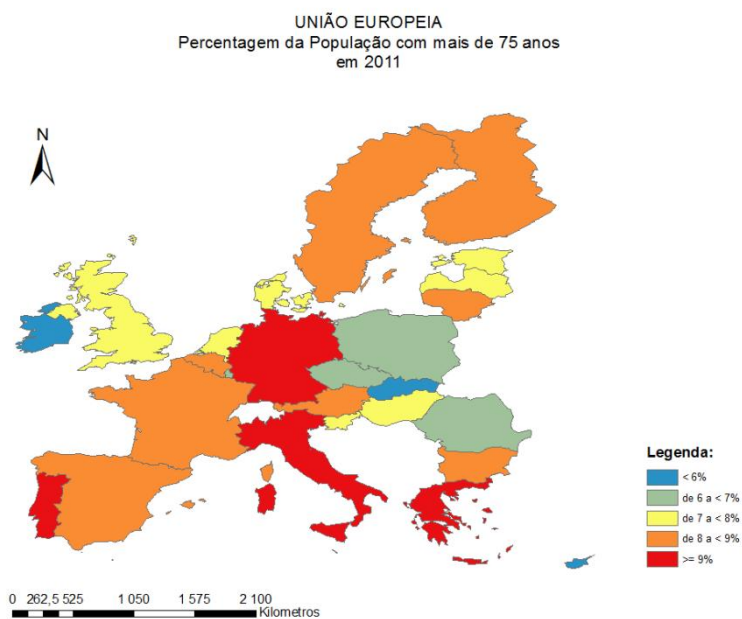 UNIÃO EUROPEIA
Percentagem da População com mais de 75 anos
em 2011
N
Legenda:
< 6%
de 6 a < 7%
de 7 a < 8%
de 8 a < 9%
>= 9%
0 262,5 525 1 050 1 575 2 100
Kilometros